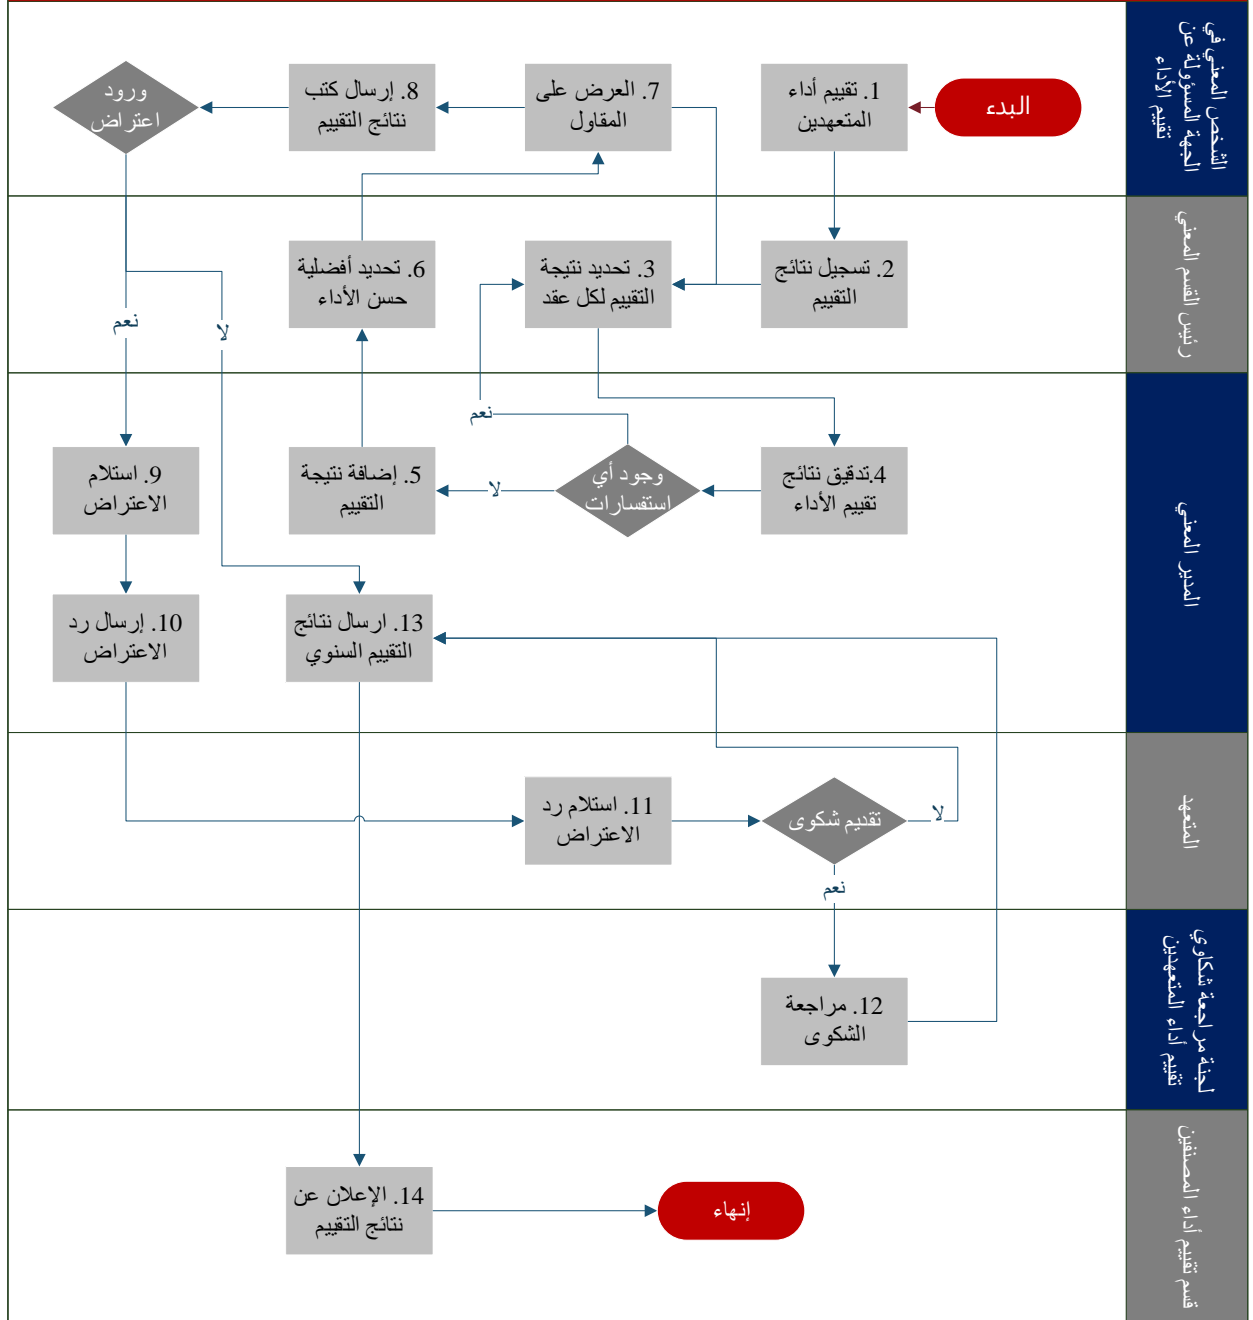 الشخص المعني في
الجهة المسؤولة عن
تقييم الأداء
البدء
1. تقييم أداء
المتعهدين
7. العرض على
المقاول
8. إرسال كتب
نتائج التقييم
ورود
اعتراض
رئيس القسم المعني
2. تسجيل نتائج
التقييم
3. تحديد نتيجة
التقييم لكل عقد
6. تحديد أفضلية
حسن الأداء
لا
نعم
المدير المعني
نعم
4.تدقيق نتائج
تقييم الأداء
وجود أي
استفسارات
لا
5. إضافة نتيجة
التقييم
9. استلام
الاعتراض
13. ارسال نتائج
التقييم السنوي
10. إرسال رد
الاعتراض
المتعهد
لا
تقديم شكوى
11. استلام رد
الاعتراض
نعم
لجنة مراجعة شكاوي
تقييم أداء المتعهدين
12. مراجعة
الشكوى
قسم تقييم أداء المصنفين
14. الإعلان عن
نتائج التقييم
إنهاء